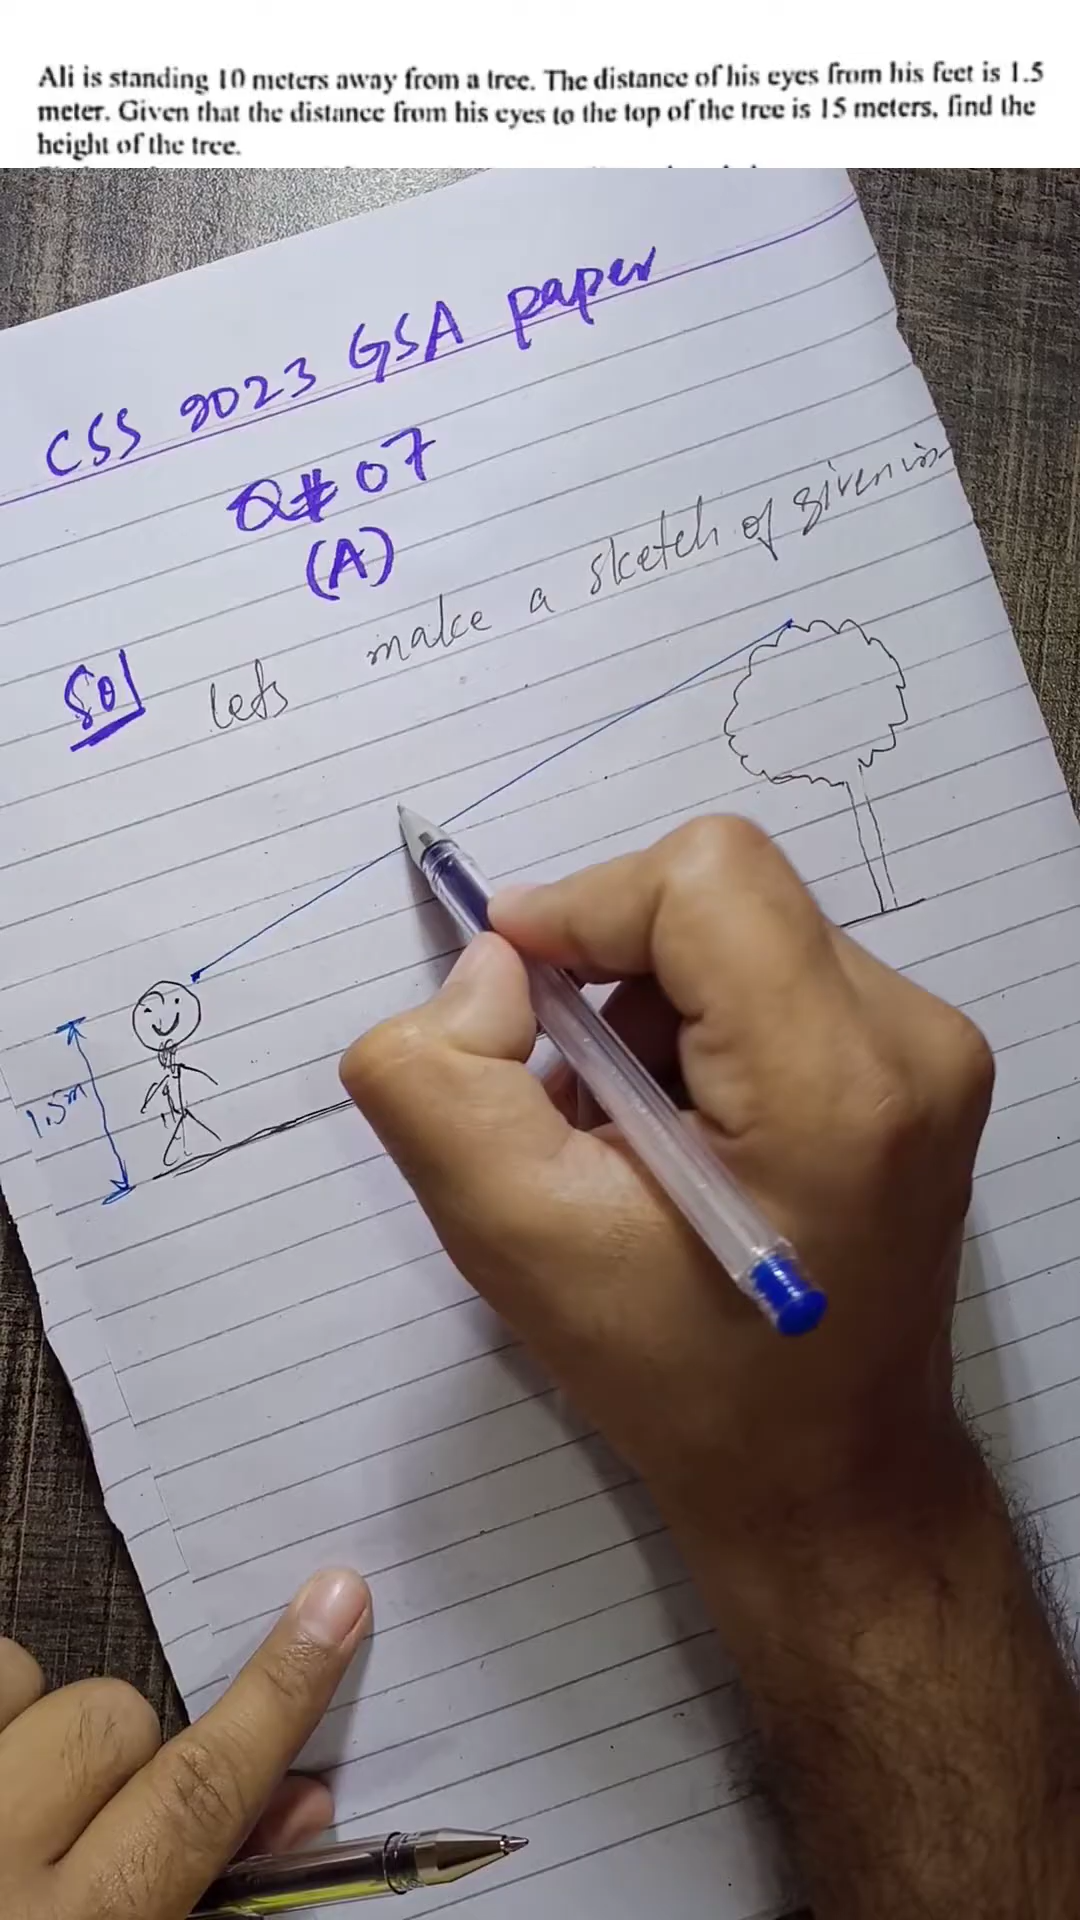 Ali is standing 10 meters away from a tree. The distance of his eyes from his feet is 1.5
meter. Given that the distance from his eyes to the top of the tree is 15 meters, find the
height of the tree.
CSS 2023 GSA paper
Q# 07
(A)
Sol Lets make a sketch of given
1.5m